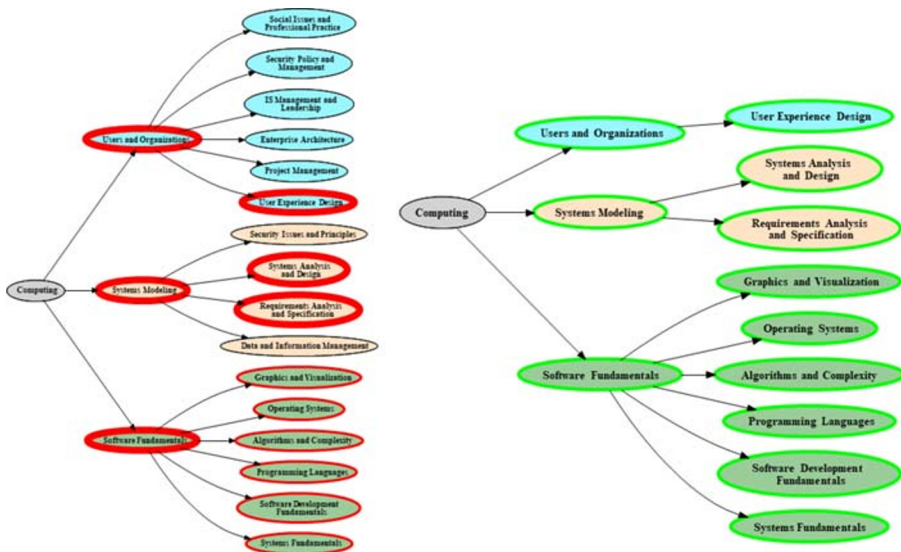 Social Issues and
Professional Practice
Security Policy and
Management
IS Management and
Leadership
Users and Organizations
Enterprise Architecture
Project Management
User Experience Design
Security Issues and Principles
Systems Analysis
and Design
Computing
Systems Modeling
Requirements Analysis
and Specification
Data and Information Management
Graphics and Visualization
Operating Systems
Software Fundamentals
Algorithms and Complexity
Programming Languages
Software Development
Fundamentals
Systems Fundamentals
User Experience Design
Users and Organizations
Systems Analysis
and Design
Computing
Systems Modeling
Requirements Analysis
and Specification
Graphics and Visualization
Operating Systems
Software Fundamentals
Algorithms and Complexity
Programming Languages
Software Development
Fundamentals
Systems Fundamentals